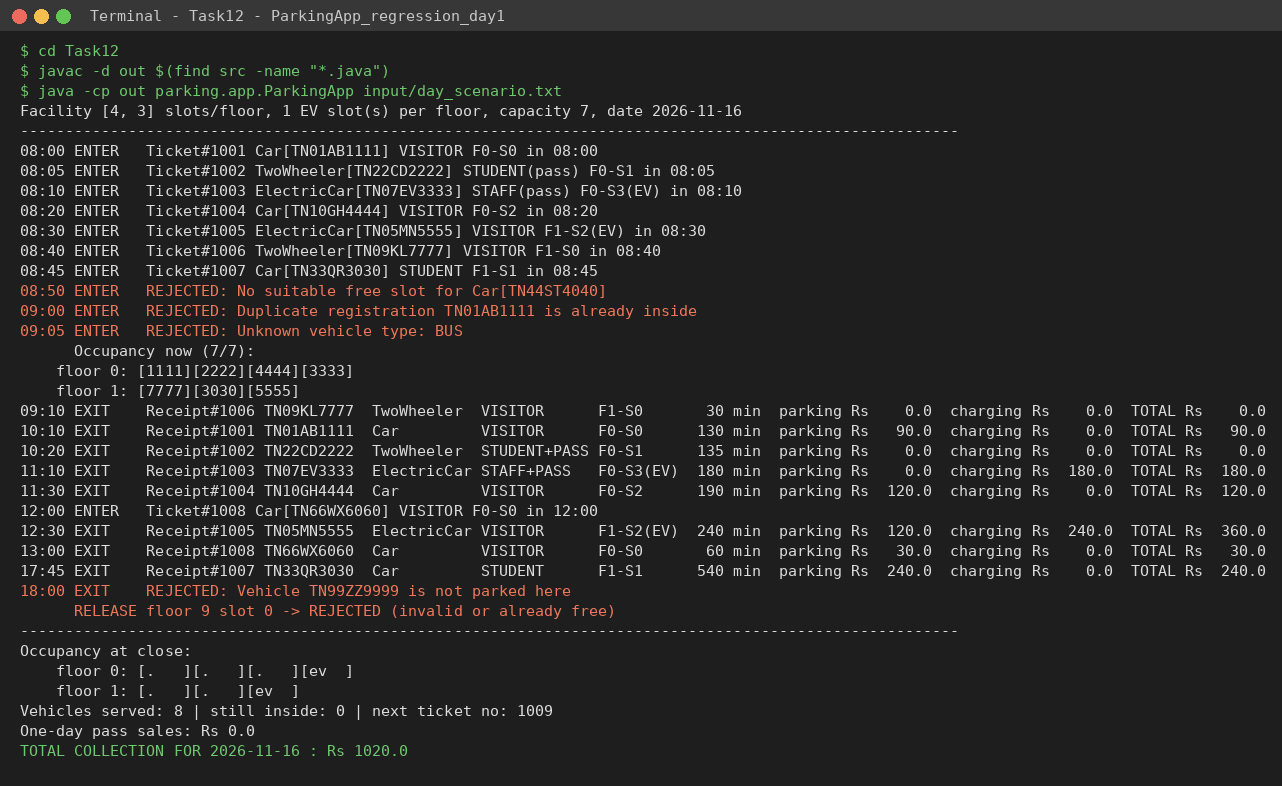 Terminal - Task12 - ParkingApp_regression_day1
$ cd Task12
$ javac -d out $(find src -name "*.java")
$ java -cp out parking.app.ParkingApp input/day_scenario.txt
Facility [4, 3] slots/floor, 1 EV slot(s) per floor, capacity 7, date 2026-11-16
--------------------------------------------------------------------------------------------------------
08:00 ENTER   Ticket#1001 Car[TN01AB1111] VISITOR F0-S0 in 08:00
08:05 ENTER   Ticket#1002 TwoWheeler[TN22CD2222] STUDENT(pass) F0-S1 in 08:05
08:10 ENTER   Ticket#1003 ElectricCar[TN07EV3333] STAFF(pass) F0-S3(EV) in 08:10
08:20 ENTER   Ticket#1004 Car[TN10GH4444] VISITOR F0-S2 in 08:20
08:30 ENTER   Ticket#1005 ElectricCar[TN05MN5555] VISITOR F1-S2(EV) in 08:30
08:40 ENTER   Ticket#1006 TwoWheeler[TN09KL7777] VISITOR F1-S0 in 08:40
08:45 ENTER   Ticket#1007 Car[TN33QR3030] STUDENT F1-S1 in 08:45
08:50 ENTER   REJECTED: No suitable free slot for Car[TN44ST4040]
09:00 ENTER   REJECTED: Duplicate registration TN01AB1111 is already inside
09:05 ENTER   REJECTED: Unknown vehicle type: BUS
      Occupancy now (7/7):
    floor 0: [1111][2222][4444][3333]
    floor 1: [7777][3030][5555]
09:10 EXIT    Receipt#1006 TN09KL7777  TwoWheeler  VISITOR      F1-S0       30 min  parking Rs    0.0  charging Rs    0.0  TOTAL Rs    0.0
10:10 EXIT    Receipt#1001 TN01AB1111  Car         VISITOR      F0-S0      130 min  parking Rs   90.0  charging Rs    0.0  TOTAL Rs   90.0
10:20 EXIT    Receipt#1002 TN22CD2222  TwoWheeler  STUDENT+PASS F0-S1      135 min  parking Rs    0.0  charging Rs    0.0  TOTAL Rs    0.0
11:10 EXIT    Receipt#1003 TN07EV3333  ElectricCar STAFF+PASS   F0-S3(EV)  180 min  parking Rs    0.0  charging Rs  180.0  TOTAL Rs  180.0
11:30 EXIT    Receipt#1004 TN10GH4444  Car         VISITOR      F0-S2      190 min  parking Rs  120.0  charging Rs    0.0  TOTAL Rs  120.0
12:00 ENTER   Ticket#1008 Car[TN66WX6060] VISITOR F0-S0 in 12:00
12:30 EXIT    Receipt#1005 TN05MN5555  ElectricCar VISITOR      F1-S2(EV)  240 min  parking Rs  120.0  charging Rs  240.0  TOTAL Rs  360.0
13:00 EXIT    Receipt#1008 TN66WX6060  Car         VISITOR      F0-S0       60 min  parking Rs   30.0  charging Rs    0.0  TOTAL Rs   30.0
17:45 EXIT    Receipt#1007 TN33QR3030  Car         STUDENT      F1-S1      540 min  parking Rs  240.0  charging Rs    0.0  TOTAL Rs  240.0
18:00 EXIT    REJECTED: Vehicle TN99ZZ9999 is not parked here
      RELEASE floor 9 slot 0 -> REJECTED (invalid or already free)
--------------------------------------------------------------------------------------------------------
Occupancy at close:
    floor 0: [.   ][.   ][.   ][ev  ]
    floor 1: [.   ][.   ][ev  ]
Vehicles served: 8 | still inside: 0 | next ticket no: 1009
One-day pass sales: Rs 0.0
TOTAL COLLECTION FOR 2026-11-16 : Rs 1020.0